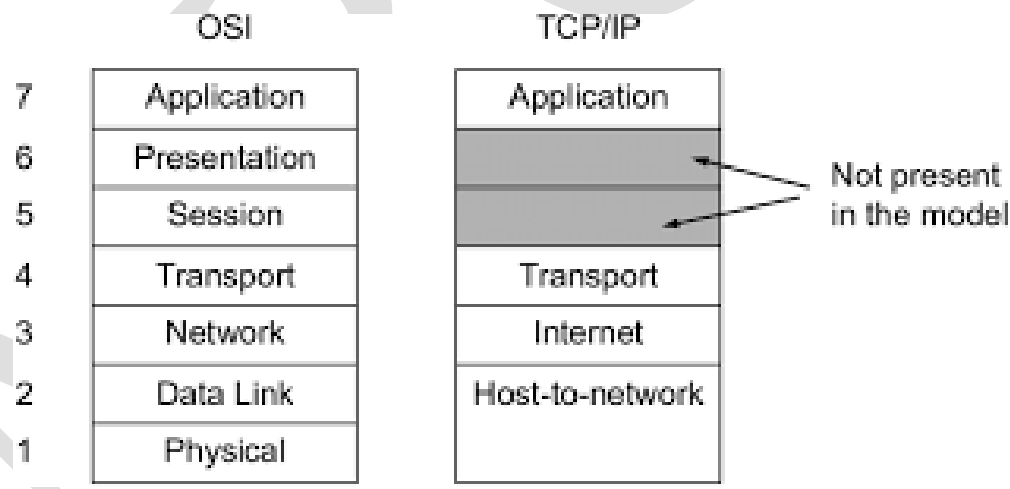 OSI TCP/IP
7 Application Application
6 Presentation
5 Session
Not present
in the model
4 Transport Transport
3 Network Internet
2 Data Link Host-to-network
1 Physical